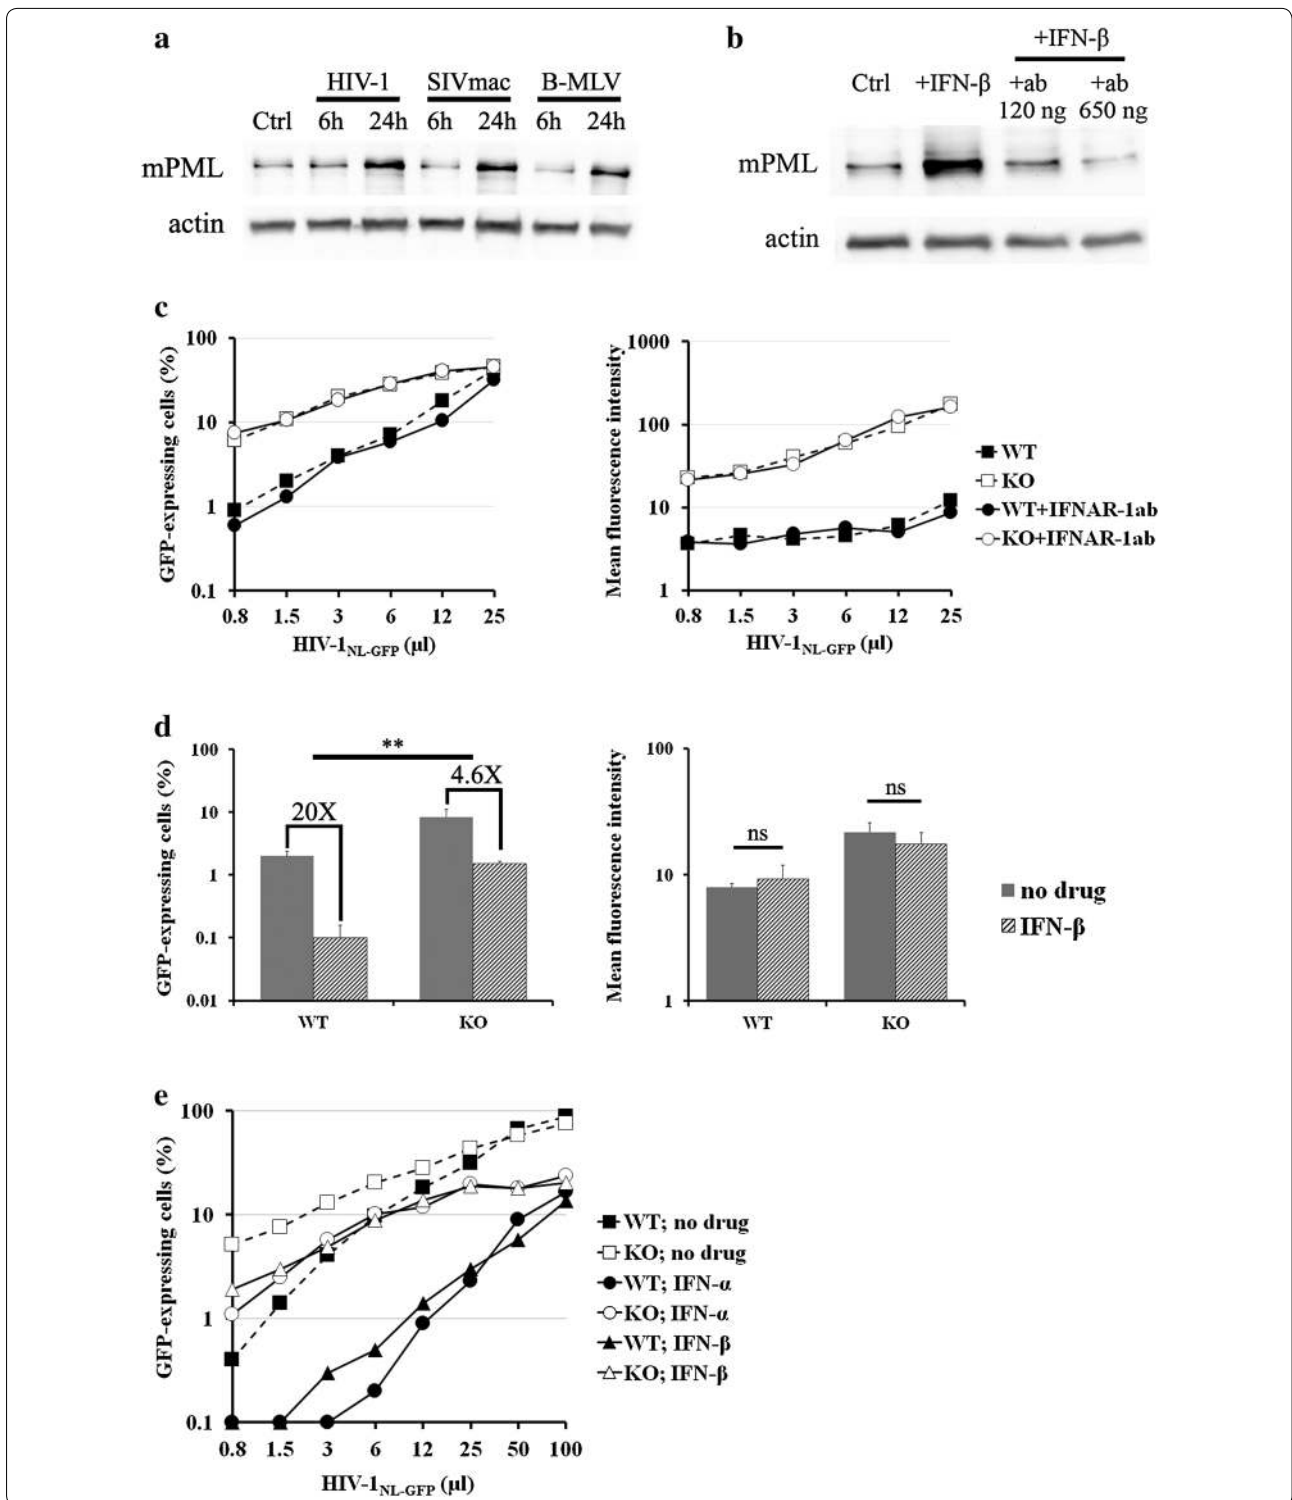 a
HIV-1 SIVmac B-MLV
Ctrl 6h 24h 6h 24h 6h 24h
mPML
actin
b
+IFN-β
Ctrl +IFN-β +ab +ab
120 ng 650 ng
mPML
actin
c
GFP-expressing cells (%)
100
10
1
0.1
0.8 1.5 3 6 12 25
HIV-1NL-GFP (µl)
Mean fluorescence intensity
1000
100
10
1
0.8 1.5 3 6 12 25
HIV-1NL-GFP (µl)
WT
KO
WT+IFNAR-1ab
KO+IFNAR-1ab
d
GFP-expressing cells (%)
100
10
1
0.1
0.01
**
20X
4.6X
WT KO
Mean fluorescence intensity
100
10
1
ns
ns
WT KO
no drug
IFN-β
e
GFP-expressing cells (%)
100
10
1
0.1
0.8 1.5 3 6 12 25 50 100
HIV-1NL-GFP (µl)
WT; no drug
KO; no drug
WT; IFN-α
KO; IFN-α
WT; IFN-β
KO; IFN-β